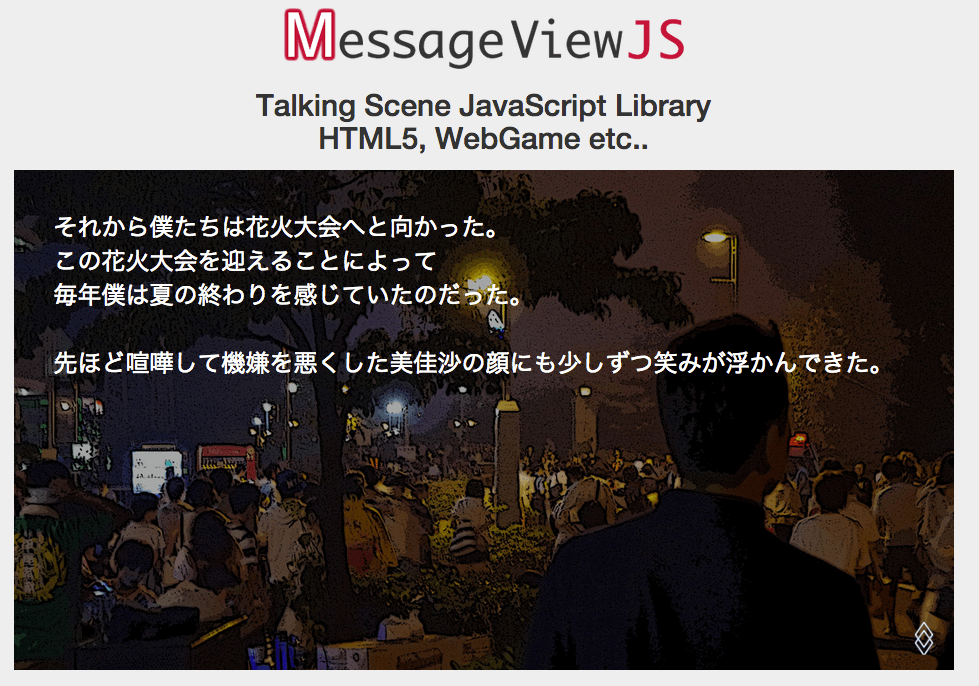 MessageViewJS
Talking Scene JavaScript Library
HTML5, WebGame etc..
それから僕たちは花火大会へと向かった。
この花火大会を迎えることによって
毎年僕は夏の終わりを感じていたのだった。
先ほど喧嘩して機嫌を悪くした美佳沙の顔にも少しずつ笑みが浮かんできた。